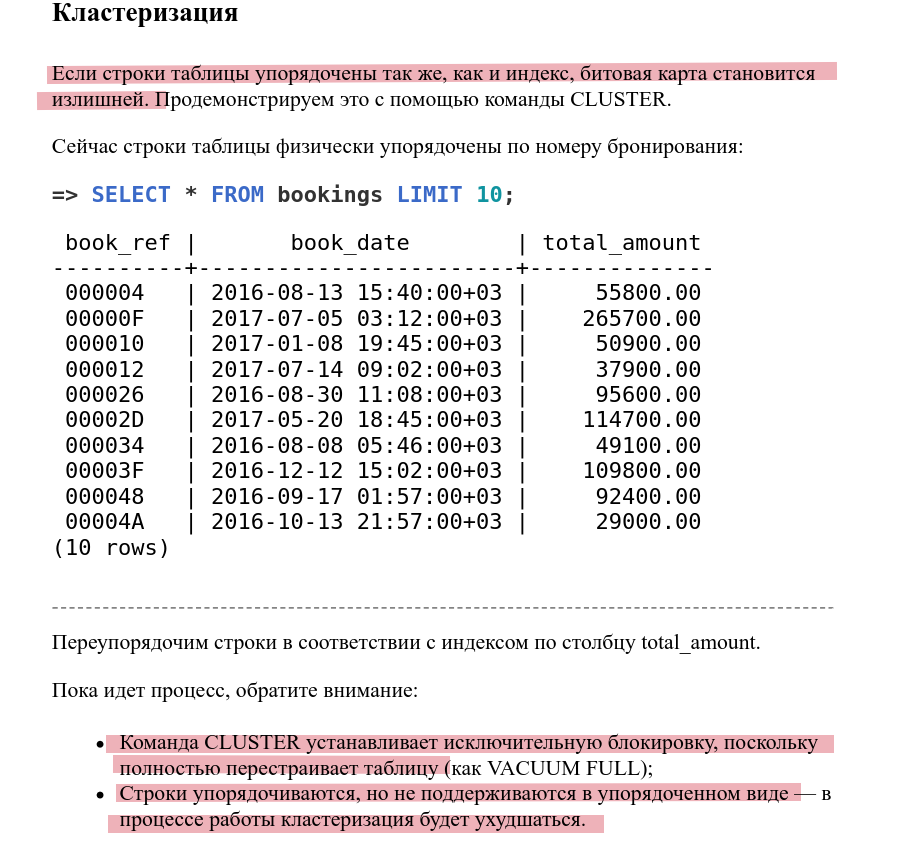 Кластеризация
Если строки таблицы упорядочены так же, как и индекс, битовая карта становится
излишней. Продемонстрируем это с помощью команды CLUSTER.
Сейчас строки таблицы физически упорядочены по номеру бронирования:
=> SELECT * FROM bookings LIMIT 10;
 book_ref |       book_date        | total_amount
----------+------------------------+--------------
 000004   | 2016-08-13 15:40:00+03 |     55800.00
 00000F   | 2017-07-05 03:12:00+03 |    265700.00
 000010   | 2017-01-08 19:45:00+03 |     50900.00
 000012   | 2017-07-14 09:02:00+03 |     37900.00
 000026   | 2016-08-30 11:08:00+03 |     95600.00
 00002D   | 2017-05-20 18:45:00+03 |    114700.00
 000034   | 2016-08-08 05:46:00+03 |     49100.00
 00003F   | 2016-12-12 15:02:00+03 |    109800.00
 000048   | 2016-09-17 01:57:00+03 |     92400.00
 00004A   | 2016-10-13 21:57:00+03 |     29000.00
(10 rows)
Переупорядочим строки в соответствии с индексом по столбцу total_amount.
Пока идет процесс, обратите внимание:
• Команда CLUSTER устанавливает исключительную блокировку, поскольку
полностью перестраивает таблицу (как VACUUM FULL);
• Строки упорядочиваются, но не поддерживаются в упорядоченном виде — в
процессе работы кластеризация будет ухудшаться.